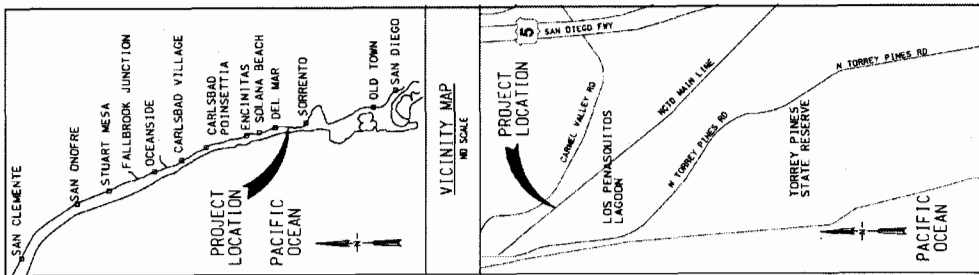 SAN CLEMENTE
SAN ONOFRE
STUART MESA
FALLBROOK JUNCTION
OCEANSIDE
CARLSBAD VILLAGE
CARLSBAD
POINSETTIA
ENCINITAS
SOLANA BEACH
DEL MAR
SORRENTO
OLD TOWN
SAN DIEGO
PROJECT
LOCATION
PACIFIC
OCEAN
N
VICINITY MAP
NO SCALE
5
SAN DIEGO FWY
PROJECT
LOCATION
CARMEL VALLEY RD
NCTD MAIN LINE
N TORREY PINES RD
LOS PENASQUITOS
LAGOON
N TORREY PINES RD
TORREY PINES
STATE RESERVE
N
PACIFIC
OCEAN